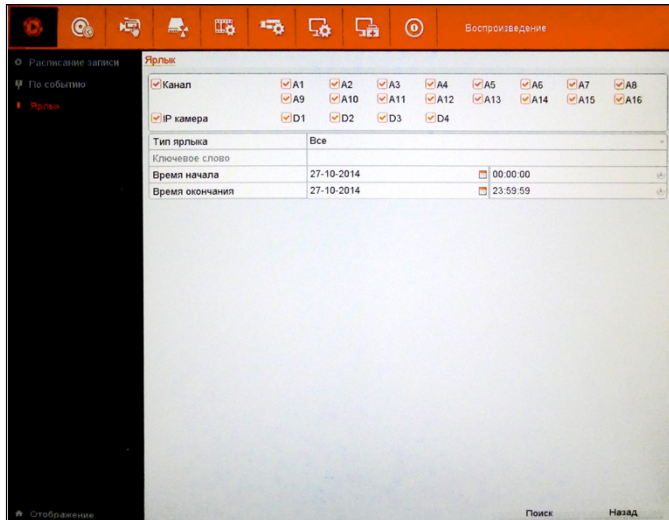 Воспроизведение
Расписание записи
По событию
Ярлык
Ярлык
Канал A1 A2 A3 A4 A5 A6 A7 A8
A9 A10 A11 A12 A13 A14 A15 A16
IP камера D1 D2 D3 D4
Тип ярлыка Все
Ключевое слово
Время начала 27-10-2014 00:00:00
Время окончания 27-10-2014 23:59:59
Отображение
Поиск Назад